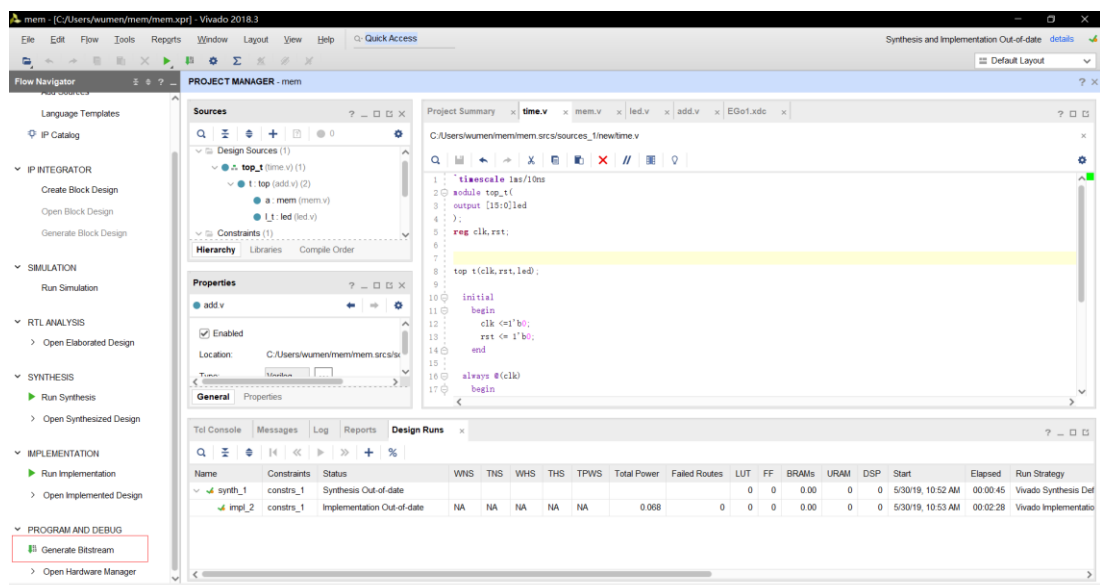 mem - [C:/Users/wumen/mem/mem.xpr] - Vivado 2018.3
File Edit Flow Tools Reports Window Layout View Help Quick Access
Synthesis and Implementation Out-of-date details
Default Layout
Flow Navigator
PROJECT MANAGER - mem
Add Sources
Language Templates
IP Catalog
IP INTEGRATOR
Create Block Design
Open Block Design
Generate Block Design
SIMULATION
Run Simulation
RTL ANALYSIS
Open Elaborated Design
SYNTHESIS
Run Synthesis
Open Synthesized Design
IMPLEMENTATION
Run Implementation
Open Implemented Design
PROGRAM AND DEBUG
Generate Bitstream
Open Hardware Manager
Sources
0
Design Sources (1)
top_t (time.v) (1)
t : top (add.v) (2)
a : mem (mem.v)
l_t : led (led.v)
Constraints (1)
Hierarchy Libraries Compile Order
Properties
add.v
Enabled
Location: C:/Users/wumen/mem/mem.srcs/s
Type: Verilog
General Properties
Project Summary time.v mem.v led.v add.v EGo1.xdc
C:/Users/wumen/mem/mem.srcs/sources_1/new/time.v
1 `timescale 1ms/10ns
2 module top_t(
3 output [15:0]led
4 );
5 reg clk,rst;
6
7
8 top t(clk,rst,led);
9
10 initial
11 begin
12 clk <=1'b0;
13 rst <= 1'b0;
14 end
15
16 always @(clk)
17 begin
Tcl Console Messages Log Reports Design Runs
Name Constraints Status WNS TNS WHS THS TPWS Total Power Failed Routes LUT FF BRAMs URAM DSP Start Elapsed Run Strategy
synth_1 constrs_1 Synthesis Out-of-date 0 0 0.00 0 0 5/30/19, 10:52 AM 00:00:45 Vivado Synthesis Def
impl_2 constrs_1 Implementation Out-of-date NA NA NA NA NA 0.068 0 0 0 0.00 0 0 5/30/19, 10:53 AM 00:02:28 Vivado Implementatio